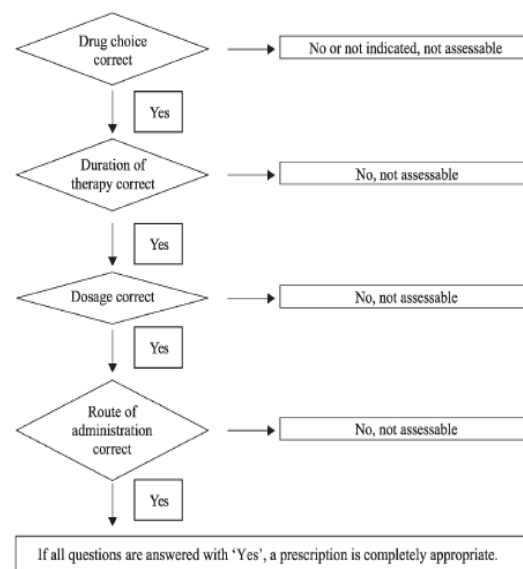 Drug choice
correct
No or not indicated, not assessable
Yes
Duration of
therapy correct
No, not assessable
Yes
Dosage correct
No, not assessable
Yes
Route of
administration
correct
No, not assessable
Yes
If all questions are answered with ‘Yes’, a prescription is completely appropriate.